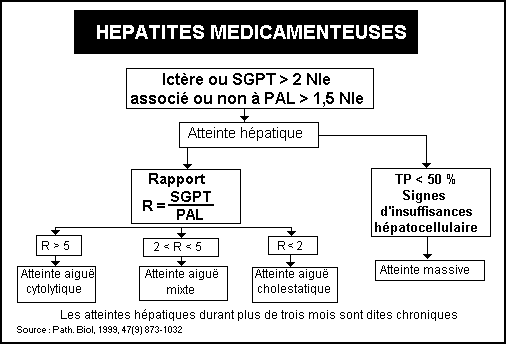 HEPATITES MEDICAMENTEUSES
Ictère ou SGPT > 2 Nle
associé ou non à PAL > 1,5 Nle
Atteinte hépatique
Rapport
R = SGPT
PAL
TP < 50 %
Signes
d'insuffisances
hépatocellulaire
R > 5
2 < R < 5
R < 2
Atteinte aiguë
cytolytique
Atteinte aiguë
mixte
Atteinte aiguë
cholestatique
Atteinte massive
Les atteintes hépatiques durant plus de trois mois sont dites chroniques
Source : Path. Biol, 1999, 47(9) 873-1032